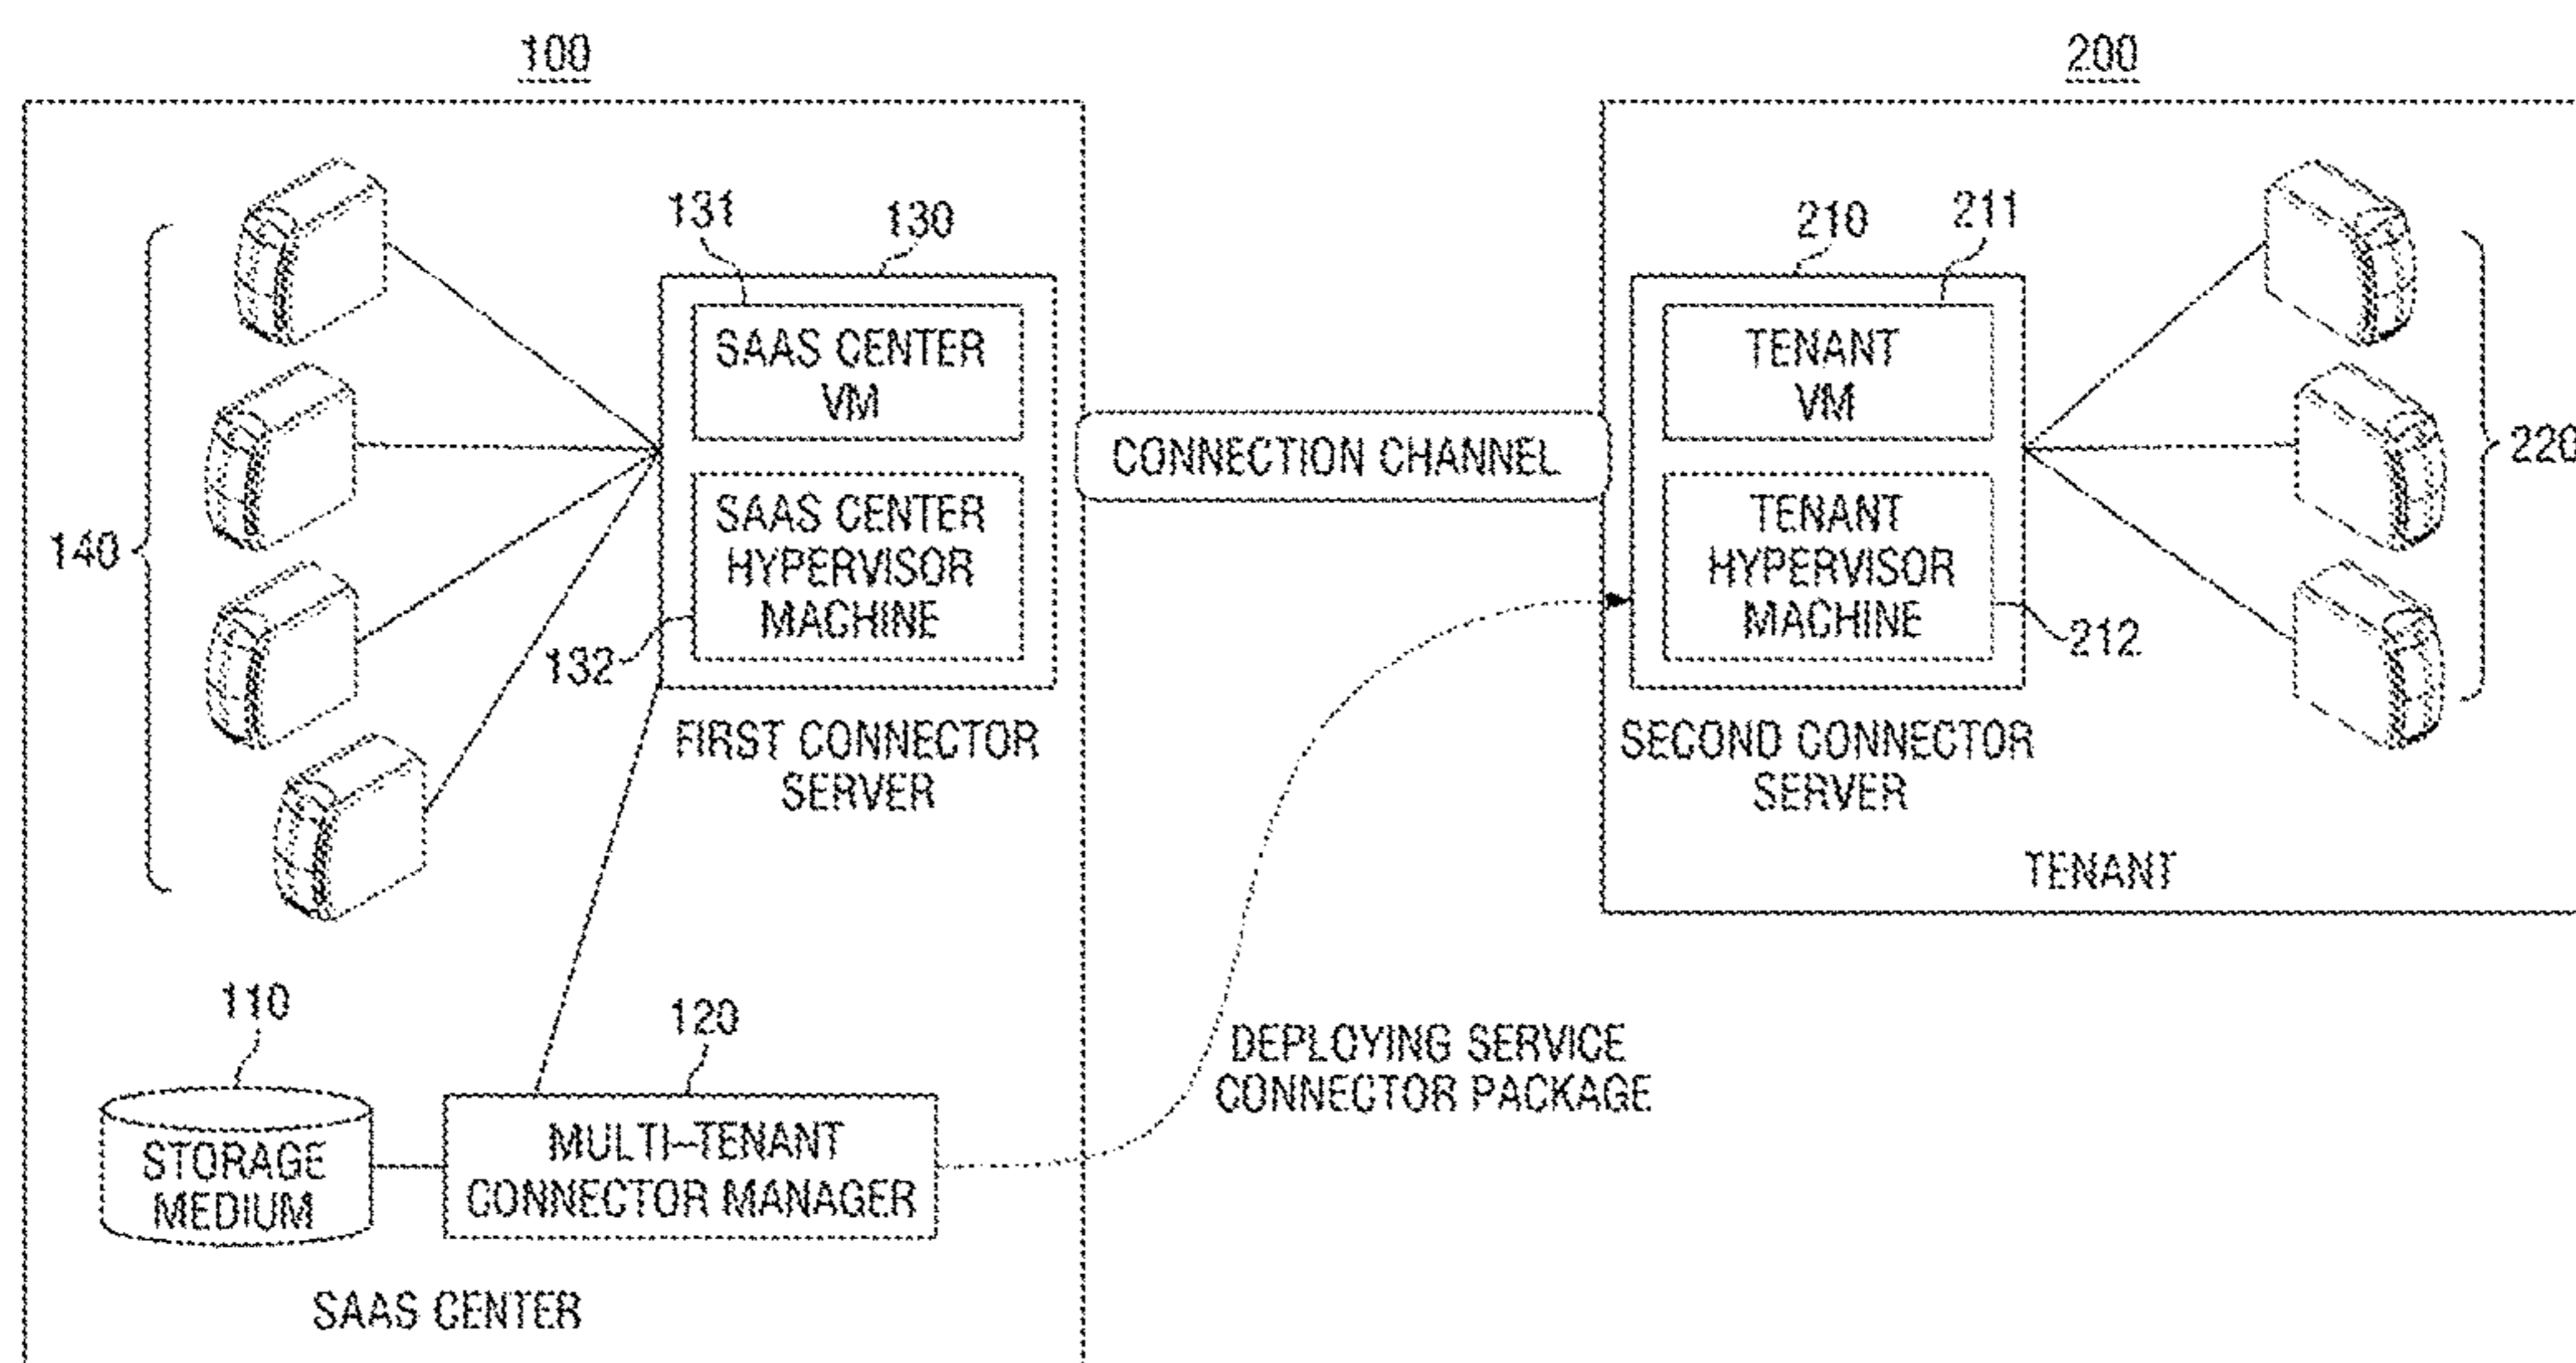 100
200
131
130
210
211
SAAS CENTER
VM
SAAS CENTER
HYPERVISOR
MACHINE
132
140
FIRST CONNECTOR
SERVER
CONNECTION CHANNEL
TENANT
VM
TENANT
HYPERVISOR
MACHINE
212
220
SECOND CONNECTOR
SERVER
TENANT
110
120
STORAGE
MEDIUM
MULTI-TENANT
CONNECTOR MANAGER
DEPLOYING SERVICE
CONNECTOR PACKAGE
SAAS CENTER